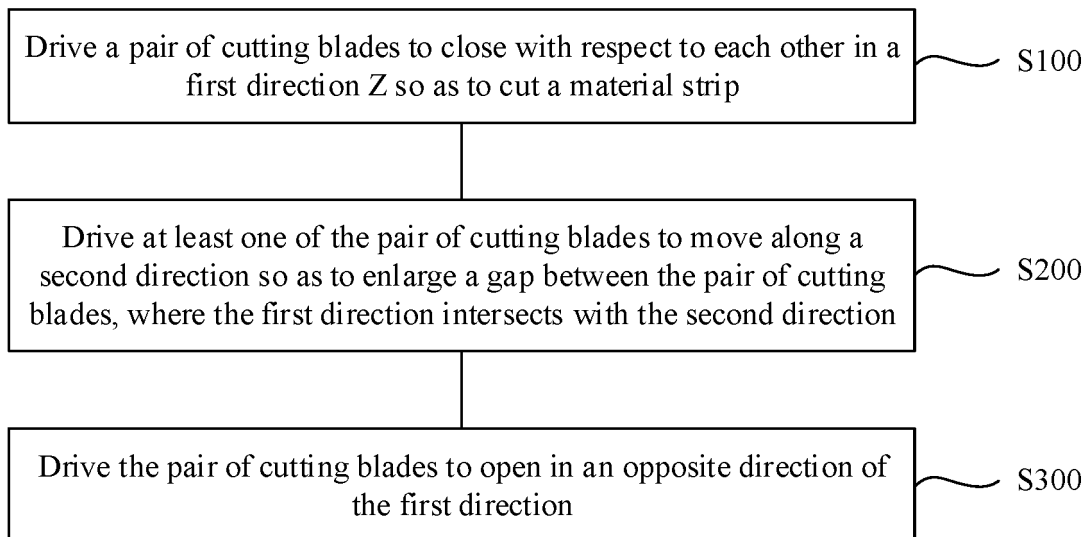 Drive a pair of cutting blades to close with respect to each other in a
first direction Z so as to cut a material strip
S100
Drive at least one of the pair of cutting blades to move along a
second direction so as to enlarge a gap between the pair of cutting
blades, where the first direction intersects with the second direction
S200
Drive the pair of cutting blades to open in an opposite direction of
the first direction
S300